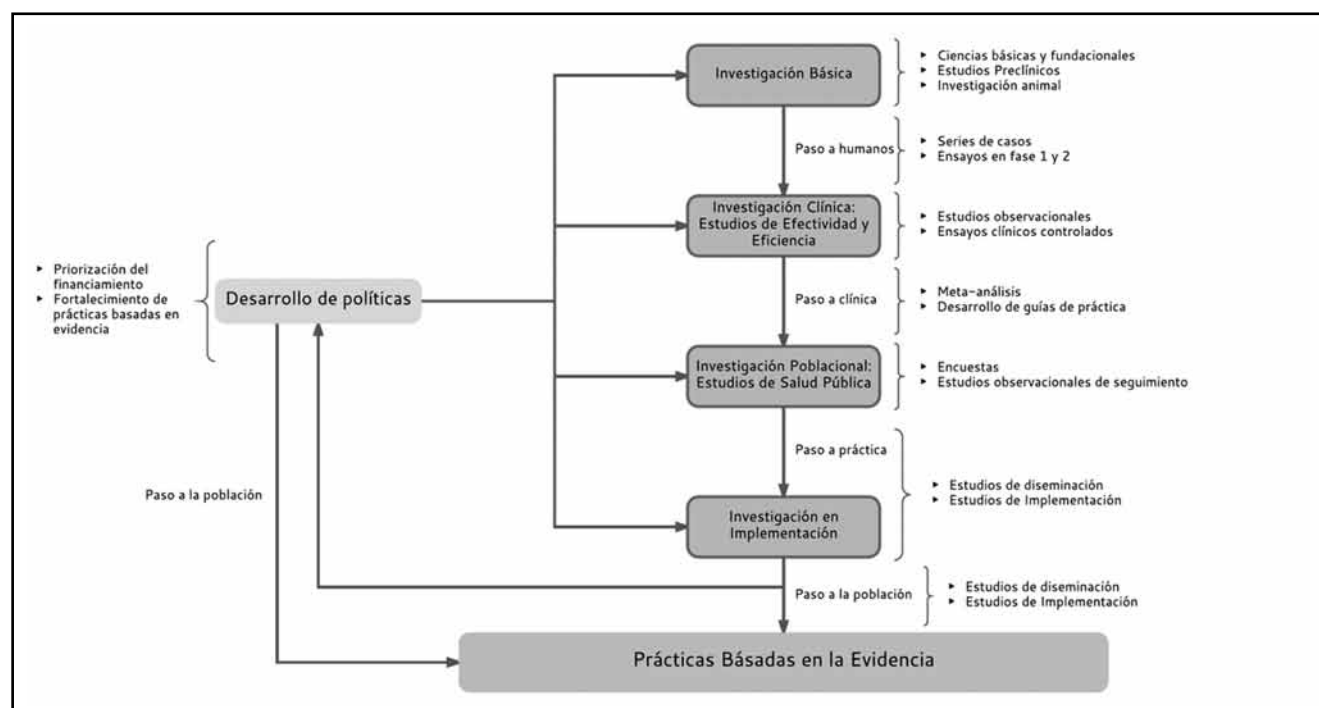 Investigación Básica
▸ Ciencias básicas y fundacionales
▸ Estudios Preclínicos
▸ Investigación animal
Paso a humanos
▸ Series de casos
▸ Ensayos en fase 1 y 2
Investigación Clínica:
Estudios de Efectividad y
Eficiencia
▸ Estudios observacionales
▸ Ensayos clínicos controlados
▸ Priorización del
financiamiento
▸ Fortalecimiento de
prácticas basadas en
evidencia
Desarrollo de políticas
Paso a clínica
▸ Meta-análisis
▸ Desarrollo de guías de práctica
Investigación Poblacional:
Estudios de Salud Pública
▸ Encuestas
▸ Estudios observacionales de seguimiento
Paso a práctica
▸ Estudios de diseminación
▸ Estudios de Implementación
Paso a la población
Investigación en
Implementación
Paso a la población
▸ Estudios de diseminación
▸ Estudios de Implementación
Prácticas Básadas en la Evidencia